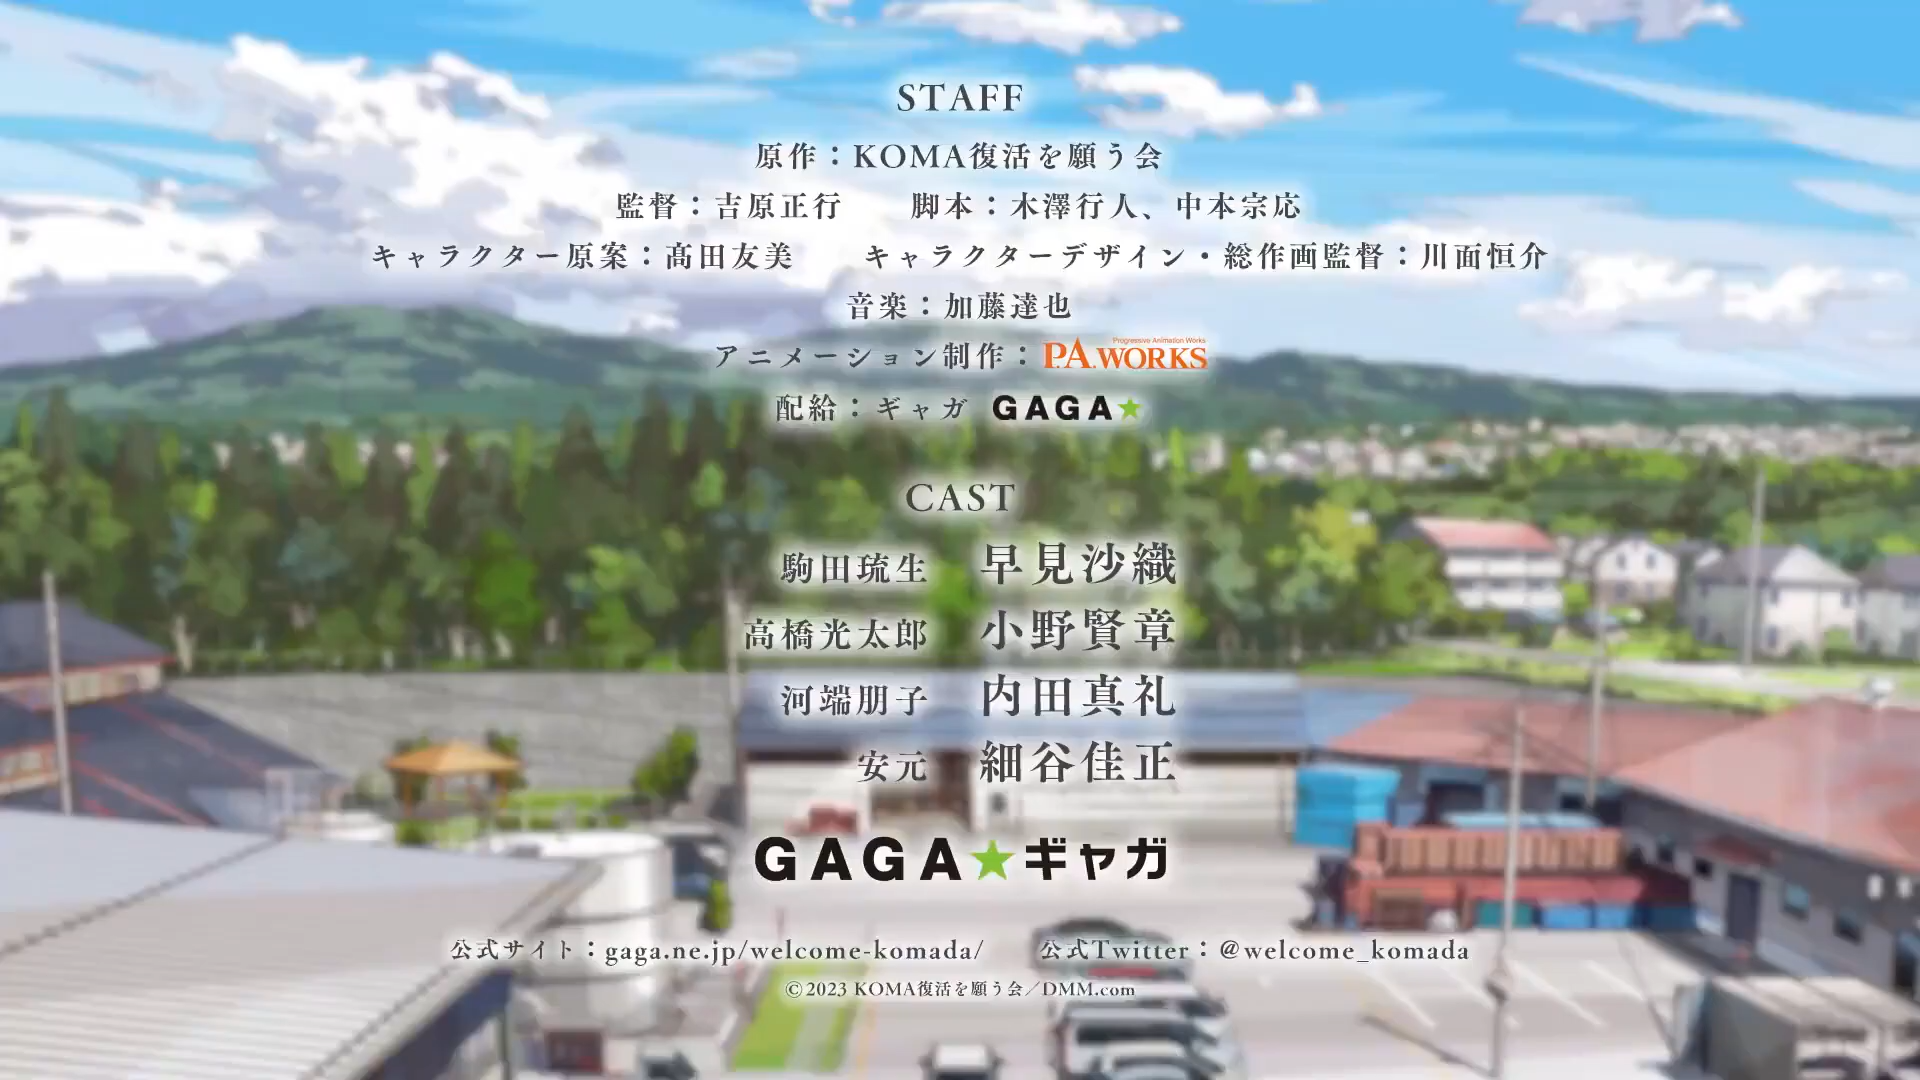 STAFF
原作：KOMA復活を願う会
監督：吉原正行　　脚本：木澤行人、中本宗応
キャラクター原案：髙田友美　　キャラクターデザイン・総作画監督：川面恒介
音楽：加藤達也
アニメーション制作：P.A.WORKS Progressive Animation Works
配給：ギャガ GAGA★
CAST
駒田琉生　早見沙織
高橋光太郎　小野賢章
河端朋子　内田真礼
安元　細谷佳正
GAGA★ギャガ
公式サイト：gaga.ne.jp/welcome-komada/　　公式Twitter：@welcome_komada
©2023 KOMA復活を願う会／DMM.com